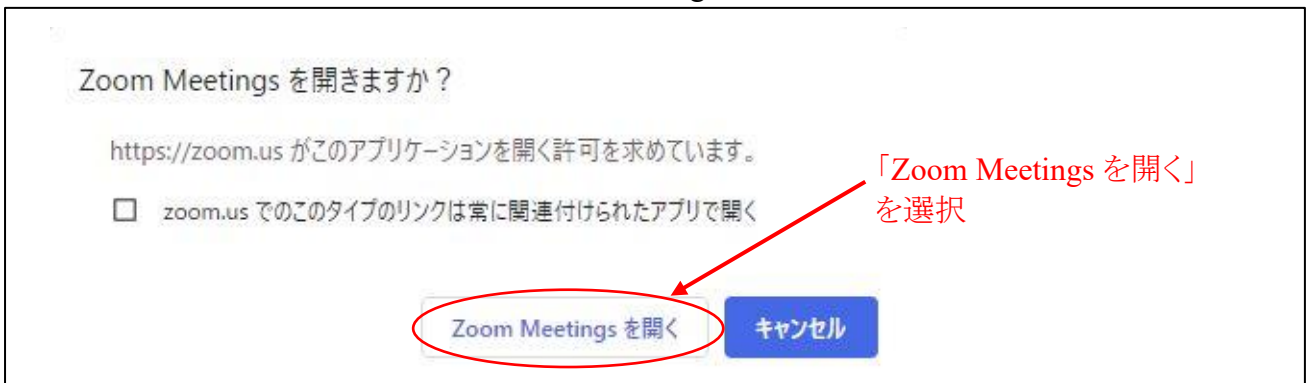 Zoom Meetings を開きますか？
https://zoom.us がこのアプリケーションを開く許可を求めています。
「Zoom Meetings を開く」
を選択
☐ zoom.us でのこのタイプのリンクは常に関連付けられたアプリで開く
Zoom Meetings を開く
キャンセル